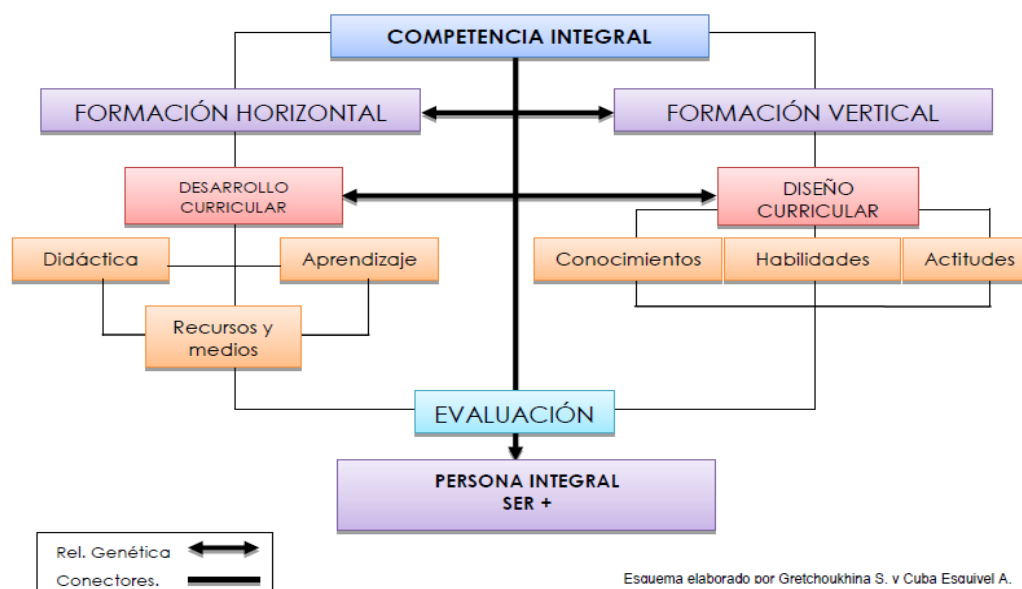 COMPETENCIA INTEGRAL
FORMACIÓN HORIZONTAL
FORMACIÓN VERTICAL
DESARROLLO
CURRICULAR
DISEÑO
CURRICULAR
Didáctica
Aprendizaje
Conocimientos
Habilidades
Actitudes
Recursos y
medios
EVALUACIÓN
PERSONA INTEGRAL
SER +
Rel. Genética
Conectores.
Esquema elaborado por Gretchoukhina S. y Cuba Esquivel A.